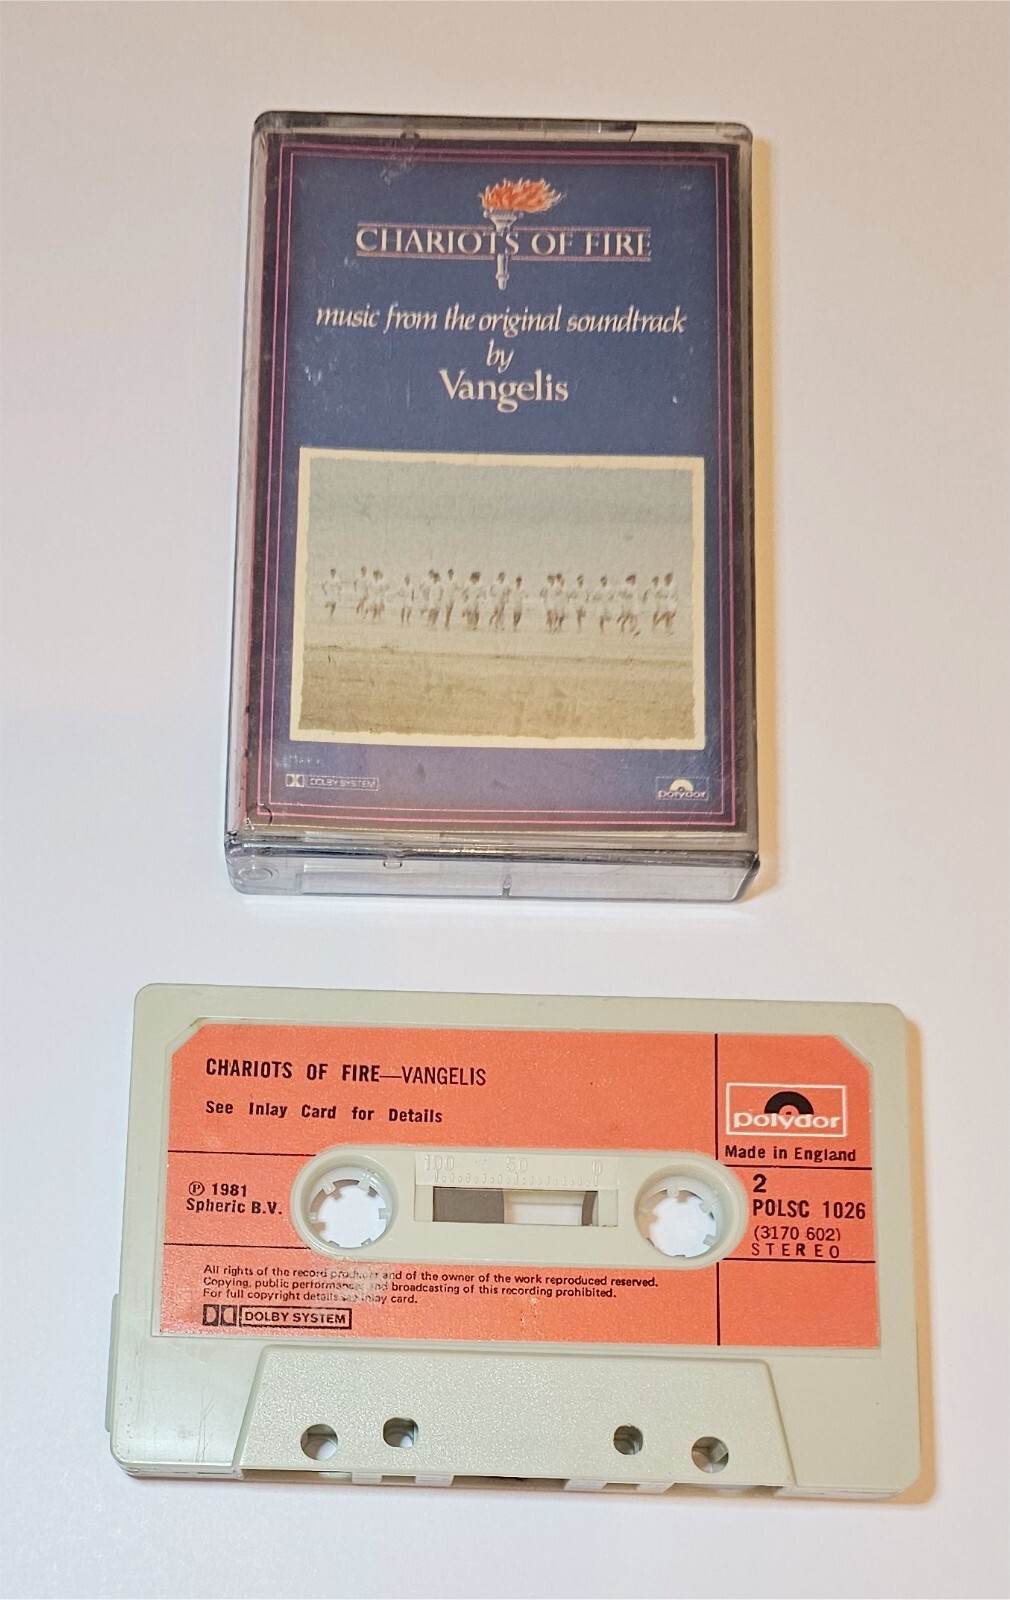 CHARIOTS OF FIRE
music from the original soundtrack
by
Vangelis
DOLBY SYSTEM
polydor
CHARIOTS OF FIRE—VANGELIS
See Inlay Card for Details
polydor
Made in England
100 50 0
℗ 1981
Spheric B.V.
2
POLSC 1026
(3170 602)
STEREO
All rights of the record producer and of the owner of the work reproduced reserved.
Copying, public performance, and broadcasting of this recording prohibited.
For full copyright details see inlay card.
DOLBY SYSTEM